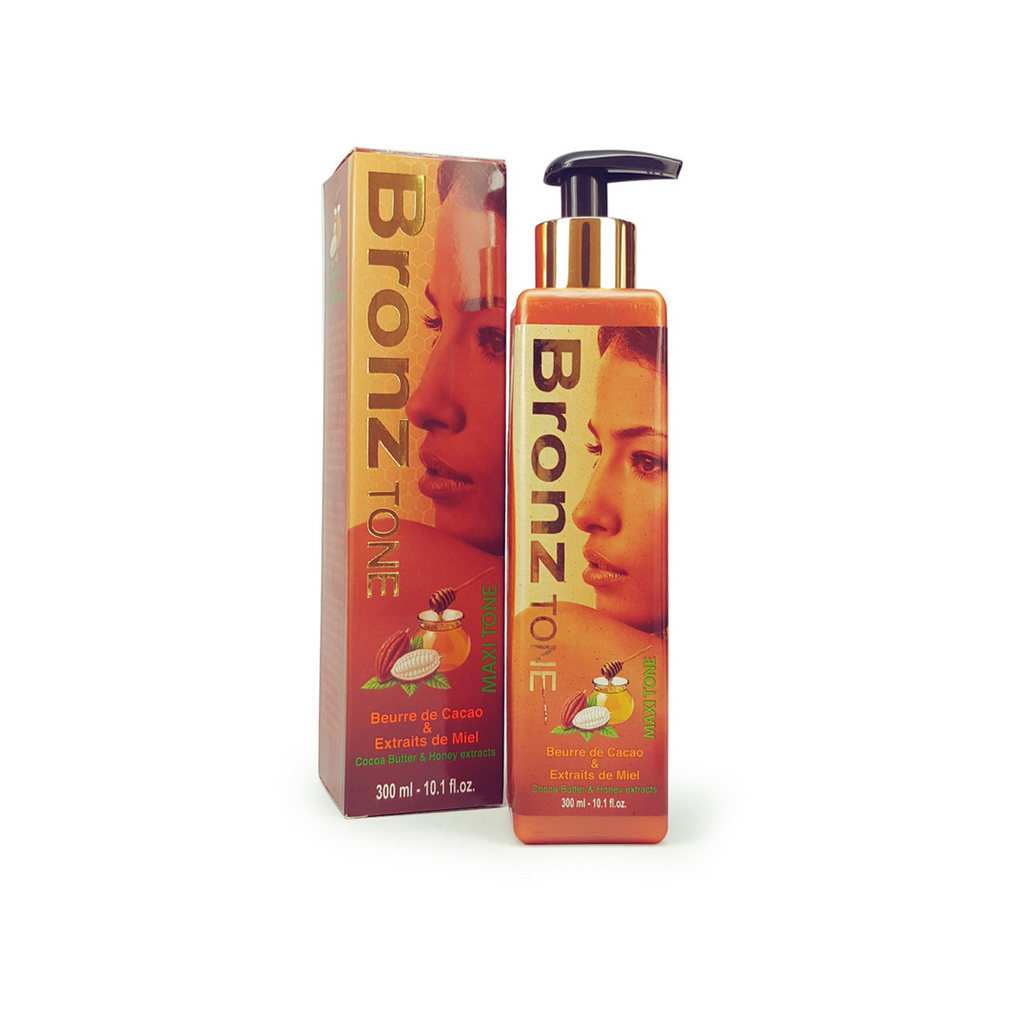 Bronz TONE
MAXI TONE
Beurre de Cacao
&
Extraits de Miel
Cocoa Butter & Honey extracts
300 ml - 10.1 fl.oz.
Bronz TONE
MAXI TONE
Beurre de Cacao
&
Extraits de Miel
Cocoa Butter & Honey extracts
300 ml - 10.1 fl.oz.